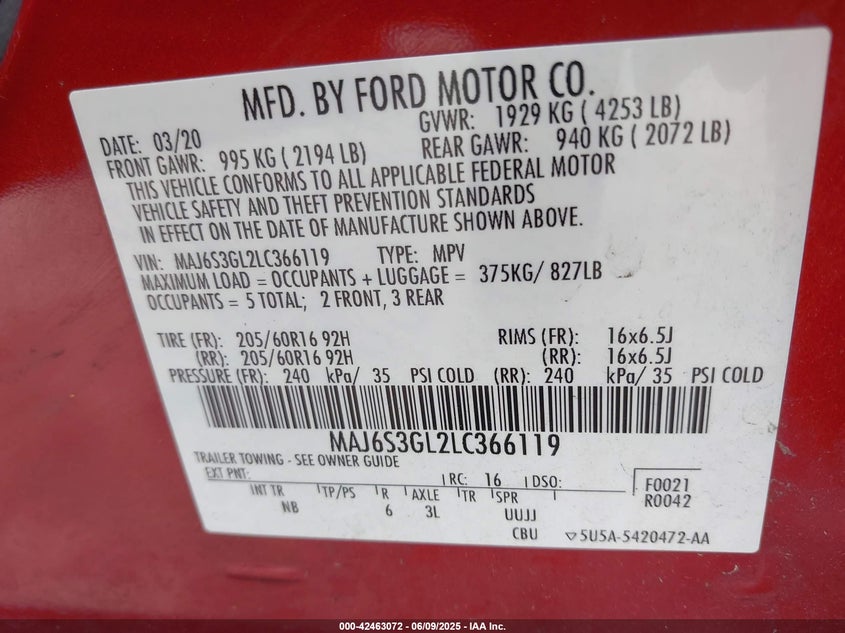 MFD. BY FORD MOTOR CO.
DATE: 03/20 GVWR: 1929 KG ( 4253 LB)
FRONT GAWR: 995 KG ( 2194 LB) REAR GAWR: 940 KG ( 2072 LB)
THIS VEHICLE CONFORMS TO ALL APPLICABLE FEDERAL MOTOR
VEHICLE SAFETY AND THEFT PREVENTION STANDARDS
IN EFFECT ON THE DATE OF MANUFACTURE SHOWN ABOVE.
VIN: MAJ6S3GL2LC366119 TYPE: MPV
MAXIMUM LOAD = OCCUPANTS + LUGGAGE = 375KG/ 827LB
OCCUPANTS = 5 TOTAL; 2 FRONT, 3 REAR
TIRE (FR): 205/60R16 92H RIMS (FR): 16x6.5J
(RR): 205/60R16 92H (RR): 16x6.5J
PRESSURE (FR): 240 kPa/ 35 PSI COLD (RR): 240 kPa/ 35 PSI COLD
MAJ6S3GL2LC366119
TRAILER TOWING - SEE OWNER GUIDE
EXT PNT: RC: 16 DSO: F0021
INT TR TP/PS R AXLE TR SPR R0042
NB 6 3L UUJJ
CBU 5U5A-5420472-AA
000-42463072 / 06/09/2025 - IAA Inc.